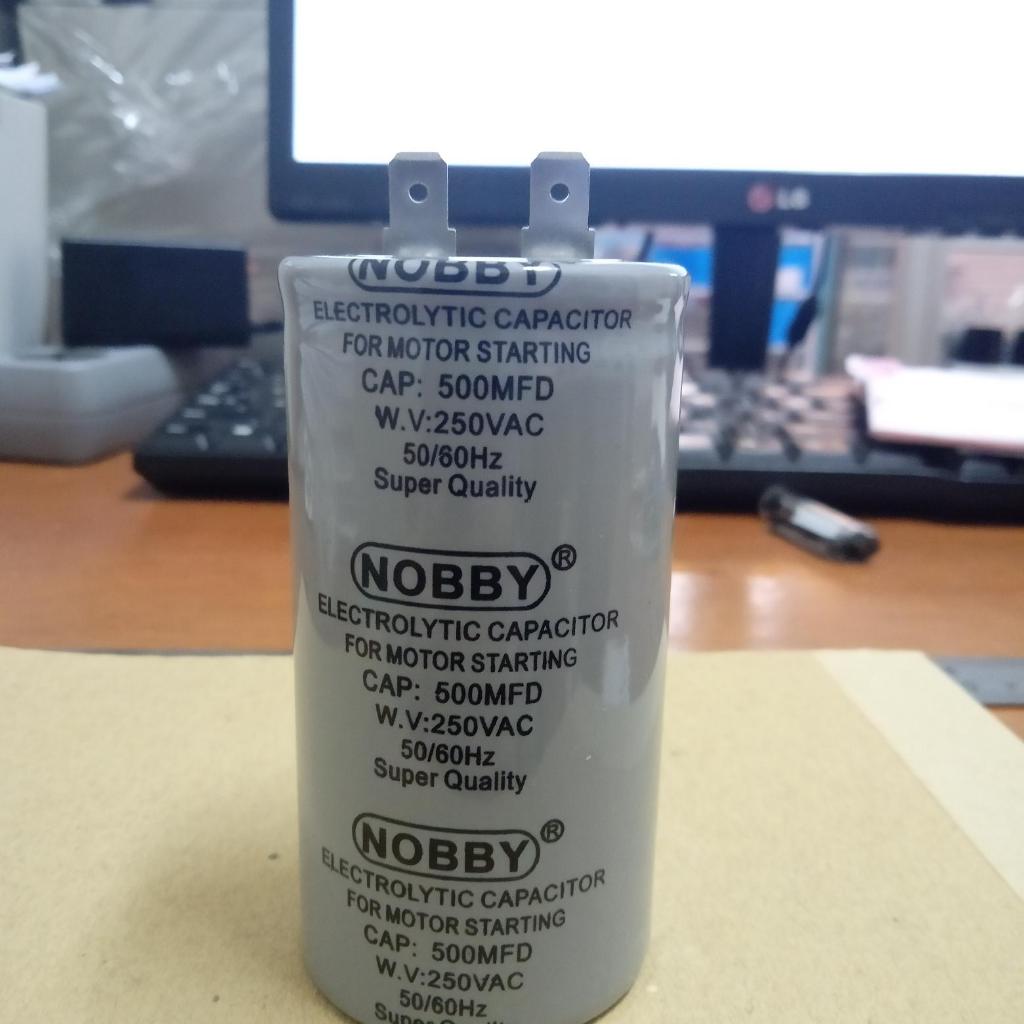 LG
NOBBY
ELECTROLYTIC CAPACITOR
FOR MOTOR STARTING
CAP: 500MFD
W.V:250VAC
50/60Hz
Super Quality
NOBBY®
ELECTROLYTIC CAPACITOR
FOR MOTOR STARTING
CAP: 500MFD
W.V:250VAC
50/60Hz
Super Quality
NOBBY®
ELECTROLYTIC CAPACITOR
FOR MOTOR STARTING
CAP: 500MFD
W.V:250VAC
50/60Hz
Super Quality